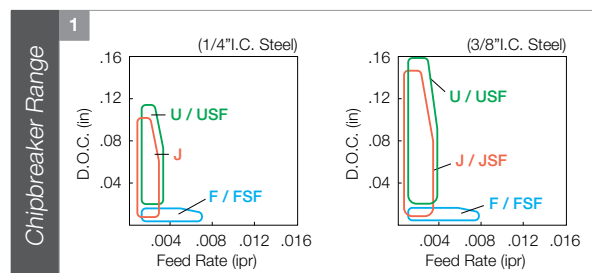 Chipbreaker Range
1
(1/4”I.C. Steel)
.16
.12
.08
.04
D.O.C. (in)
U / USF
J
F / FSF
.004 .008 .012 .016
Feed Rate (ipr)
(3/8”I.C. Steel)
.16
.12
.08
.04
D.O.C. (in)
U / USF
J / JSF
F / FSF
.004 .008 .012 .016
Feed Rate (ipr)